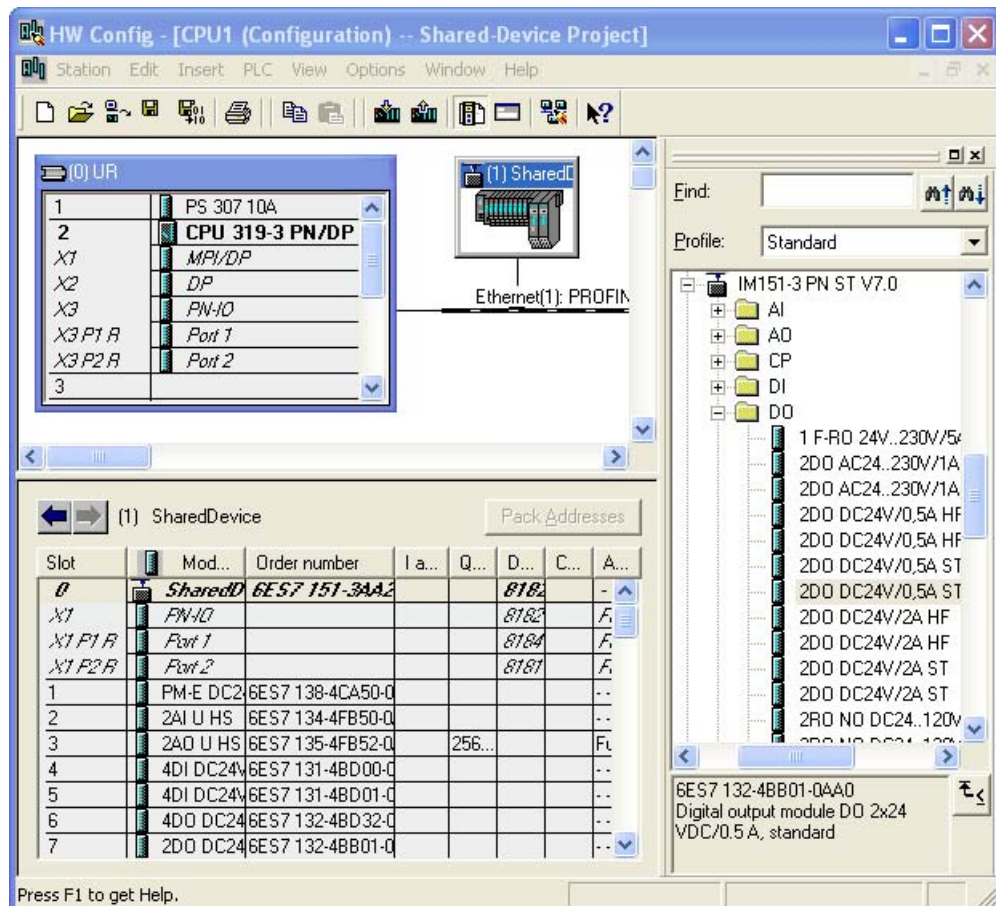 HW Config - [CPU1 (Configuration) -- Shared-Device Project]
Station Edit Insert PLC View Options Window Help
(0) UR
1 PS 307 10A
2 CPU 319-3 PN/DP
X1 MPI/DP
X2 DP
X3 PN-IO
X3 P1 R Port 1
X3 P2 R Port 2
3
(1) SharedD
Ethernet(1): PROFIN
Find:
Profile: Standard
IM151-3 PN ST V7.0
AI
AO
CP
DI
DO
1 F-RO 24V..230V/5A
2DO AC24..230V/1A
2DO AC24..230V/1A
2DO DC24V/0,5A HF
2DO DC24V/0,5A HF
2DO DC24V/0,5A ST
2DO DC24V/0,5A ST
2DO DC24V/2A HF
2DO DC24V/2A HF
2DO DC24V/2A ST
2DO DC24V/2A ST
2RO NO DC24..120V
6ES7 132-4BB01-0AA0
Digital output module DO 2x24
VDC/0.5 A, standard
(1) SharedDevice
Pack Addresses
Slot Mod... Order number I a... Q... D... C... A...
0 SharedD 6ES7 151-3AA2 8182 -
X1 PN-IO 8182 F
X1 P1 R Port 1 8184 F
X1 P2 R Port 2 8181 F
1 PM-E DC2 6ES7 138-4CA50-0 --
2 2AI U HS 6ES7 134-4FB50-0 --
3 2AO U HS 6ES7 135-4FB52-0 256... Fu
4 4DI DC24V 6ES7 131-4BD00-0 --
5 4DI DC24V 6ES7 131-4BD01-0 --
6 4DO DC24 6ES7 132-4BD32-0 --
7 2DO DC24 6ES7 132-4BB01-0 --
Press F1 to get Help.